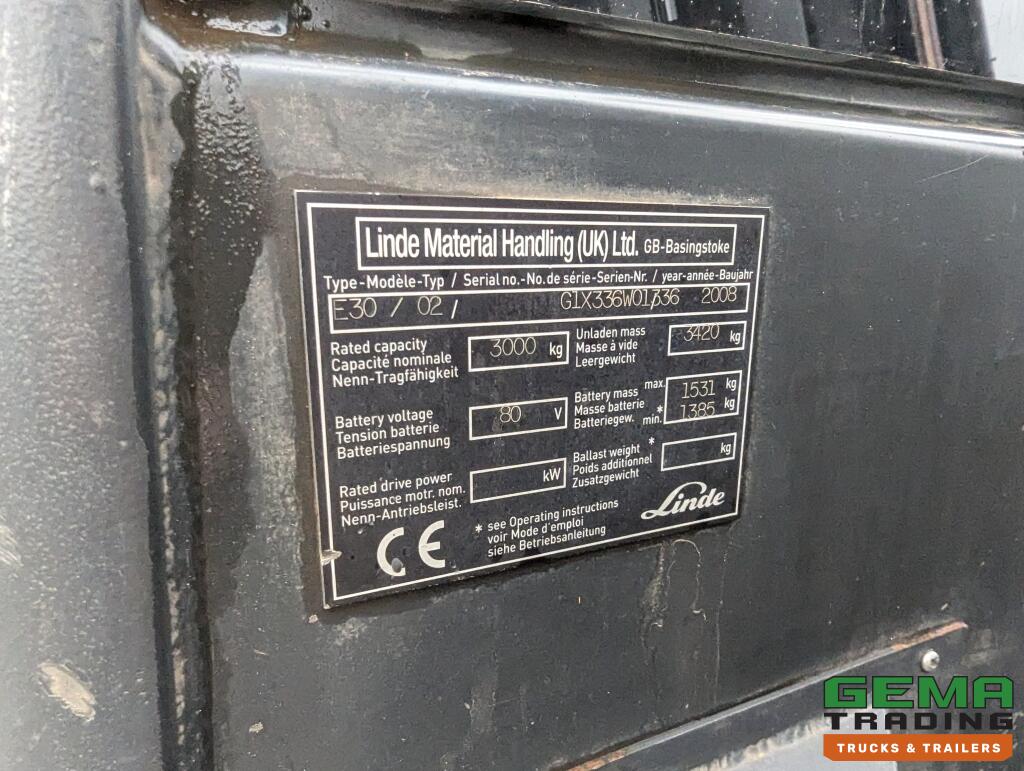 Linde Material Handling (UK) Ltd. GB-Basingstoke
Type-Modèle-Typ / Serial no.-No. de série-Serien-Nr. / year-année-Baujahr
E30 / 02 / G1X336W01336 2008
Rated capacity
Capacité nominale
Nenn-Tragfähigkeit
3000 kg
Unladen mass
Masse à vide
Leergewicht
3420 kg
Battery voltage
Tension batterie
Batteriespannung
80 V
Battery mass max.
Masse batterie
Batteriegew. min. *
1531 kg
1385 kg
Rated drive power
Puissance motr. nom.
Nenn-Antriebsleist.
kW
Ballast weight *
Poids additionnel
Zusatzgewicht
kg
CE
* see Operating instructions
voir Mode d'emploi
siehe Betriebsanleitung
Linde
GEMA
TRADING
TRUCKS & TRAILERS